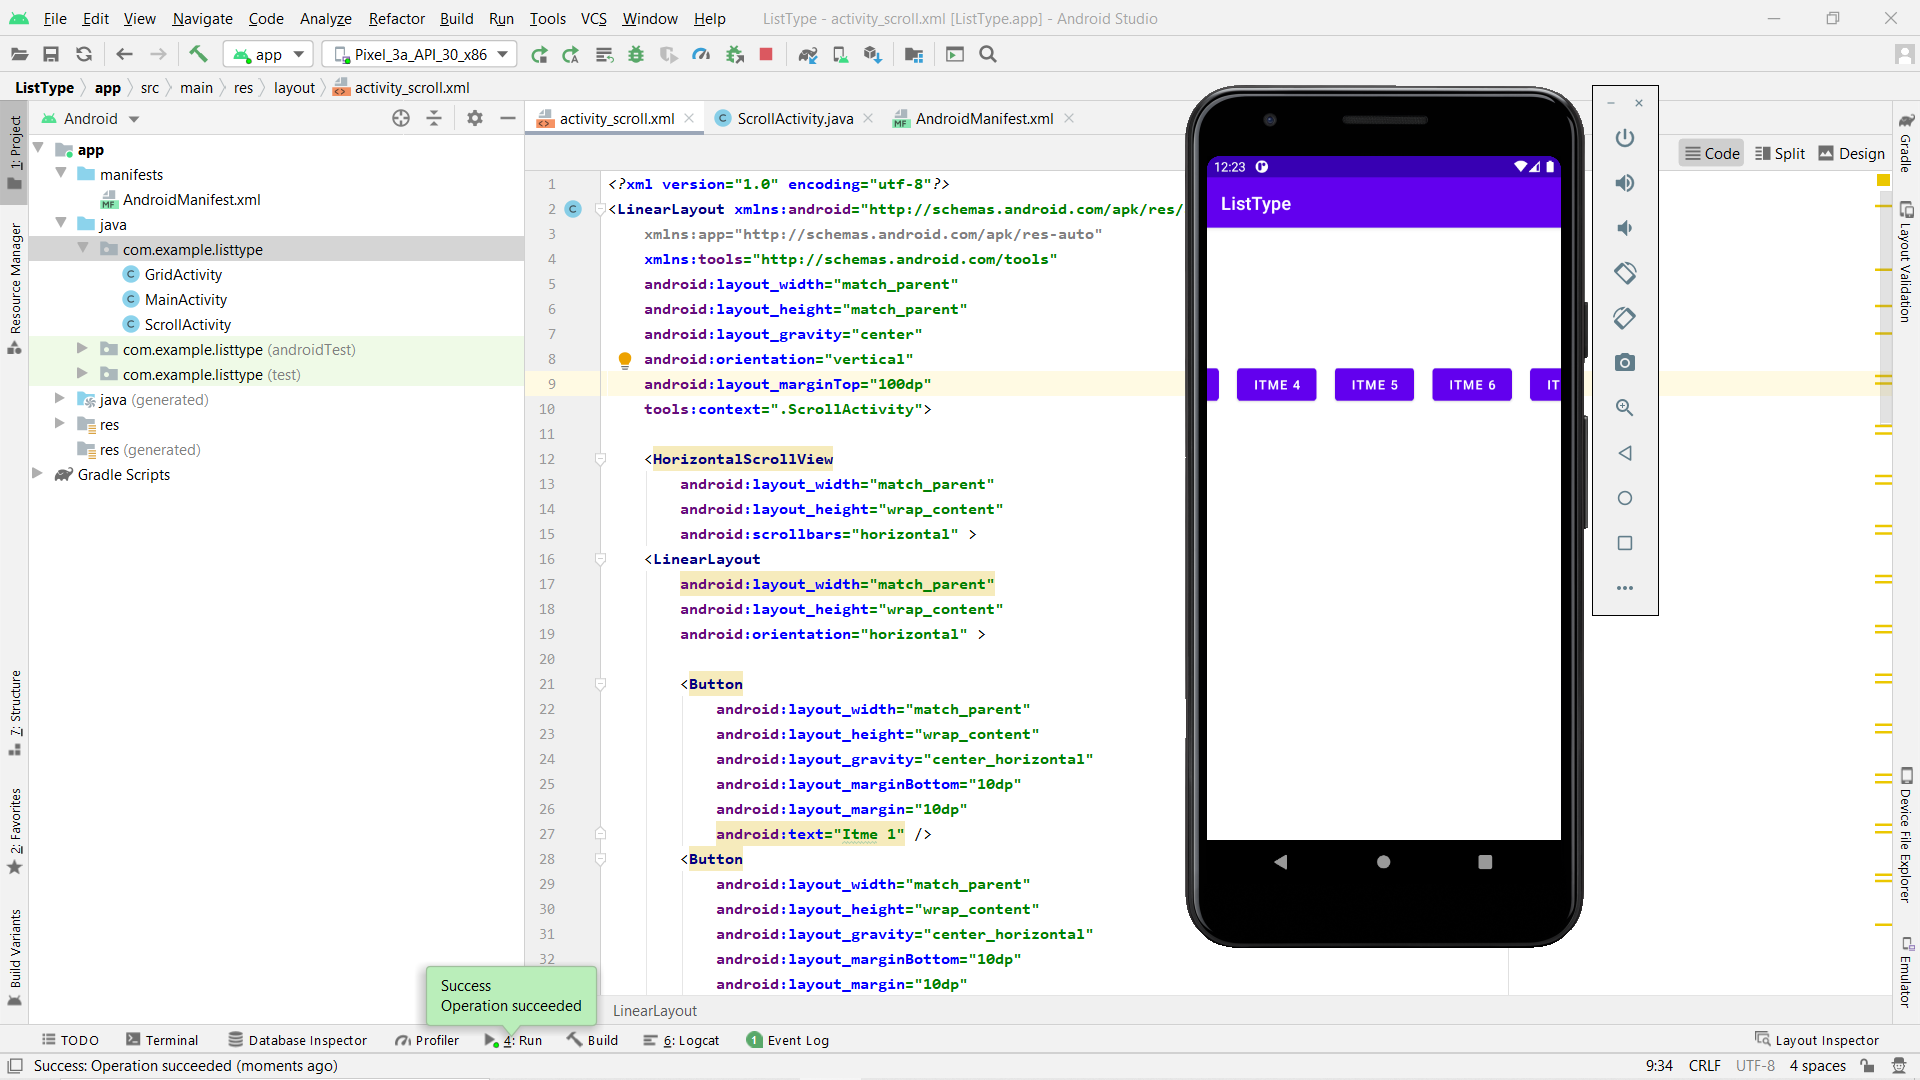 File Edit View Navigate Code Analyze Refactor Build Run Tools VCS Window Help ListType - activity_scroll.xml [ListType.app] - Android Studio
app Pixel_3a_API_30_x86
ListType app src main res layout activity_scroll.xml
Android
activity_scroll.xml ScrollActivity.java AndroidManifest.xml
Code Split Design
1: Project
Resource Manager
7: Structure
2: Favorites
Build Variants
app
manifests
AndroidManifest.xml
java
com.example.listtype
GridActivity
MainActivity
ScrollActivity
com.example.listtype (androidTest)
com.example.listtype (test)
java (generated)
res
res (generated)
Gradle Scripts
1 <?xml version="1.0" encoding="utf-8"?>
2 <LinearLayout xmlns:android="http://schemas.android.com/apk/res/
3 xmlns:app="http://schemas.android.com/apk/res-auto"
4 xmlns:tools="http://schemas.android.com/tools"
5 android:layout_width="match_parent"
6 android:layout_height="match_parent"
7 android:layout_gravity="center"
8 android:orientation="vertical"
9 android:layout_marginTop="100dp"
10 tools:context=".ScrollActivity">
11
12 <HorizontalScrollView
13 android:layout_width="match_parent"
14 android:layout_height="wrap_content"
15 android:scrollbars="horizontal" >
16 <LinearLayout
17 android:layout_width="match_parent"
18 android:layout_height="wrap_content"
19 android:orientation="horizontal" >
20
21 <Button
22 android:layout_width="match_parent"
23 android:layout_height="wrap_content"
24 android:layout_gravity="center_horizontal"
25 android:layout_marginBottom="10dp"
26 android:layout_margin="10dp"
27 android:text="Itme 1" />
28 <Button
29 android:layout_width="match_parent"
30 android:layout_height="wrap_content"
31 android:layout_gravity="center_horizontal"
32 android:layout_marginBottom="10dp"
android:layout_margin="10dp"
LinearLayout
12:23
ListType
ITME 4 ITME 5 ITME 6 IT
Gradle
Layout Validation
Device File Explorer
Emulator
Success
Operation succeeded
TODO Terminal Database Inspector Profiler 4: Run Build 6: Logcat 1 Event Log Layout Inspector
Success: Operation succeeded (moments ago) 9:34 CRLF UTF-8 4 spaces